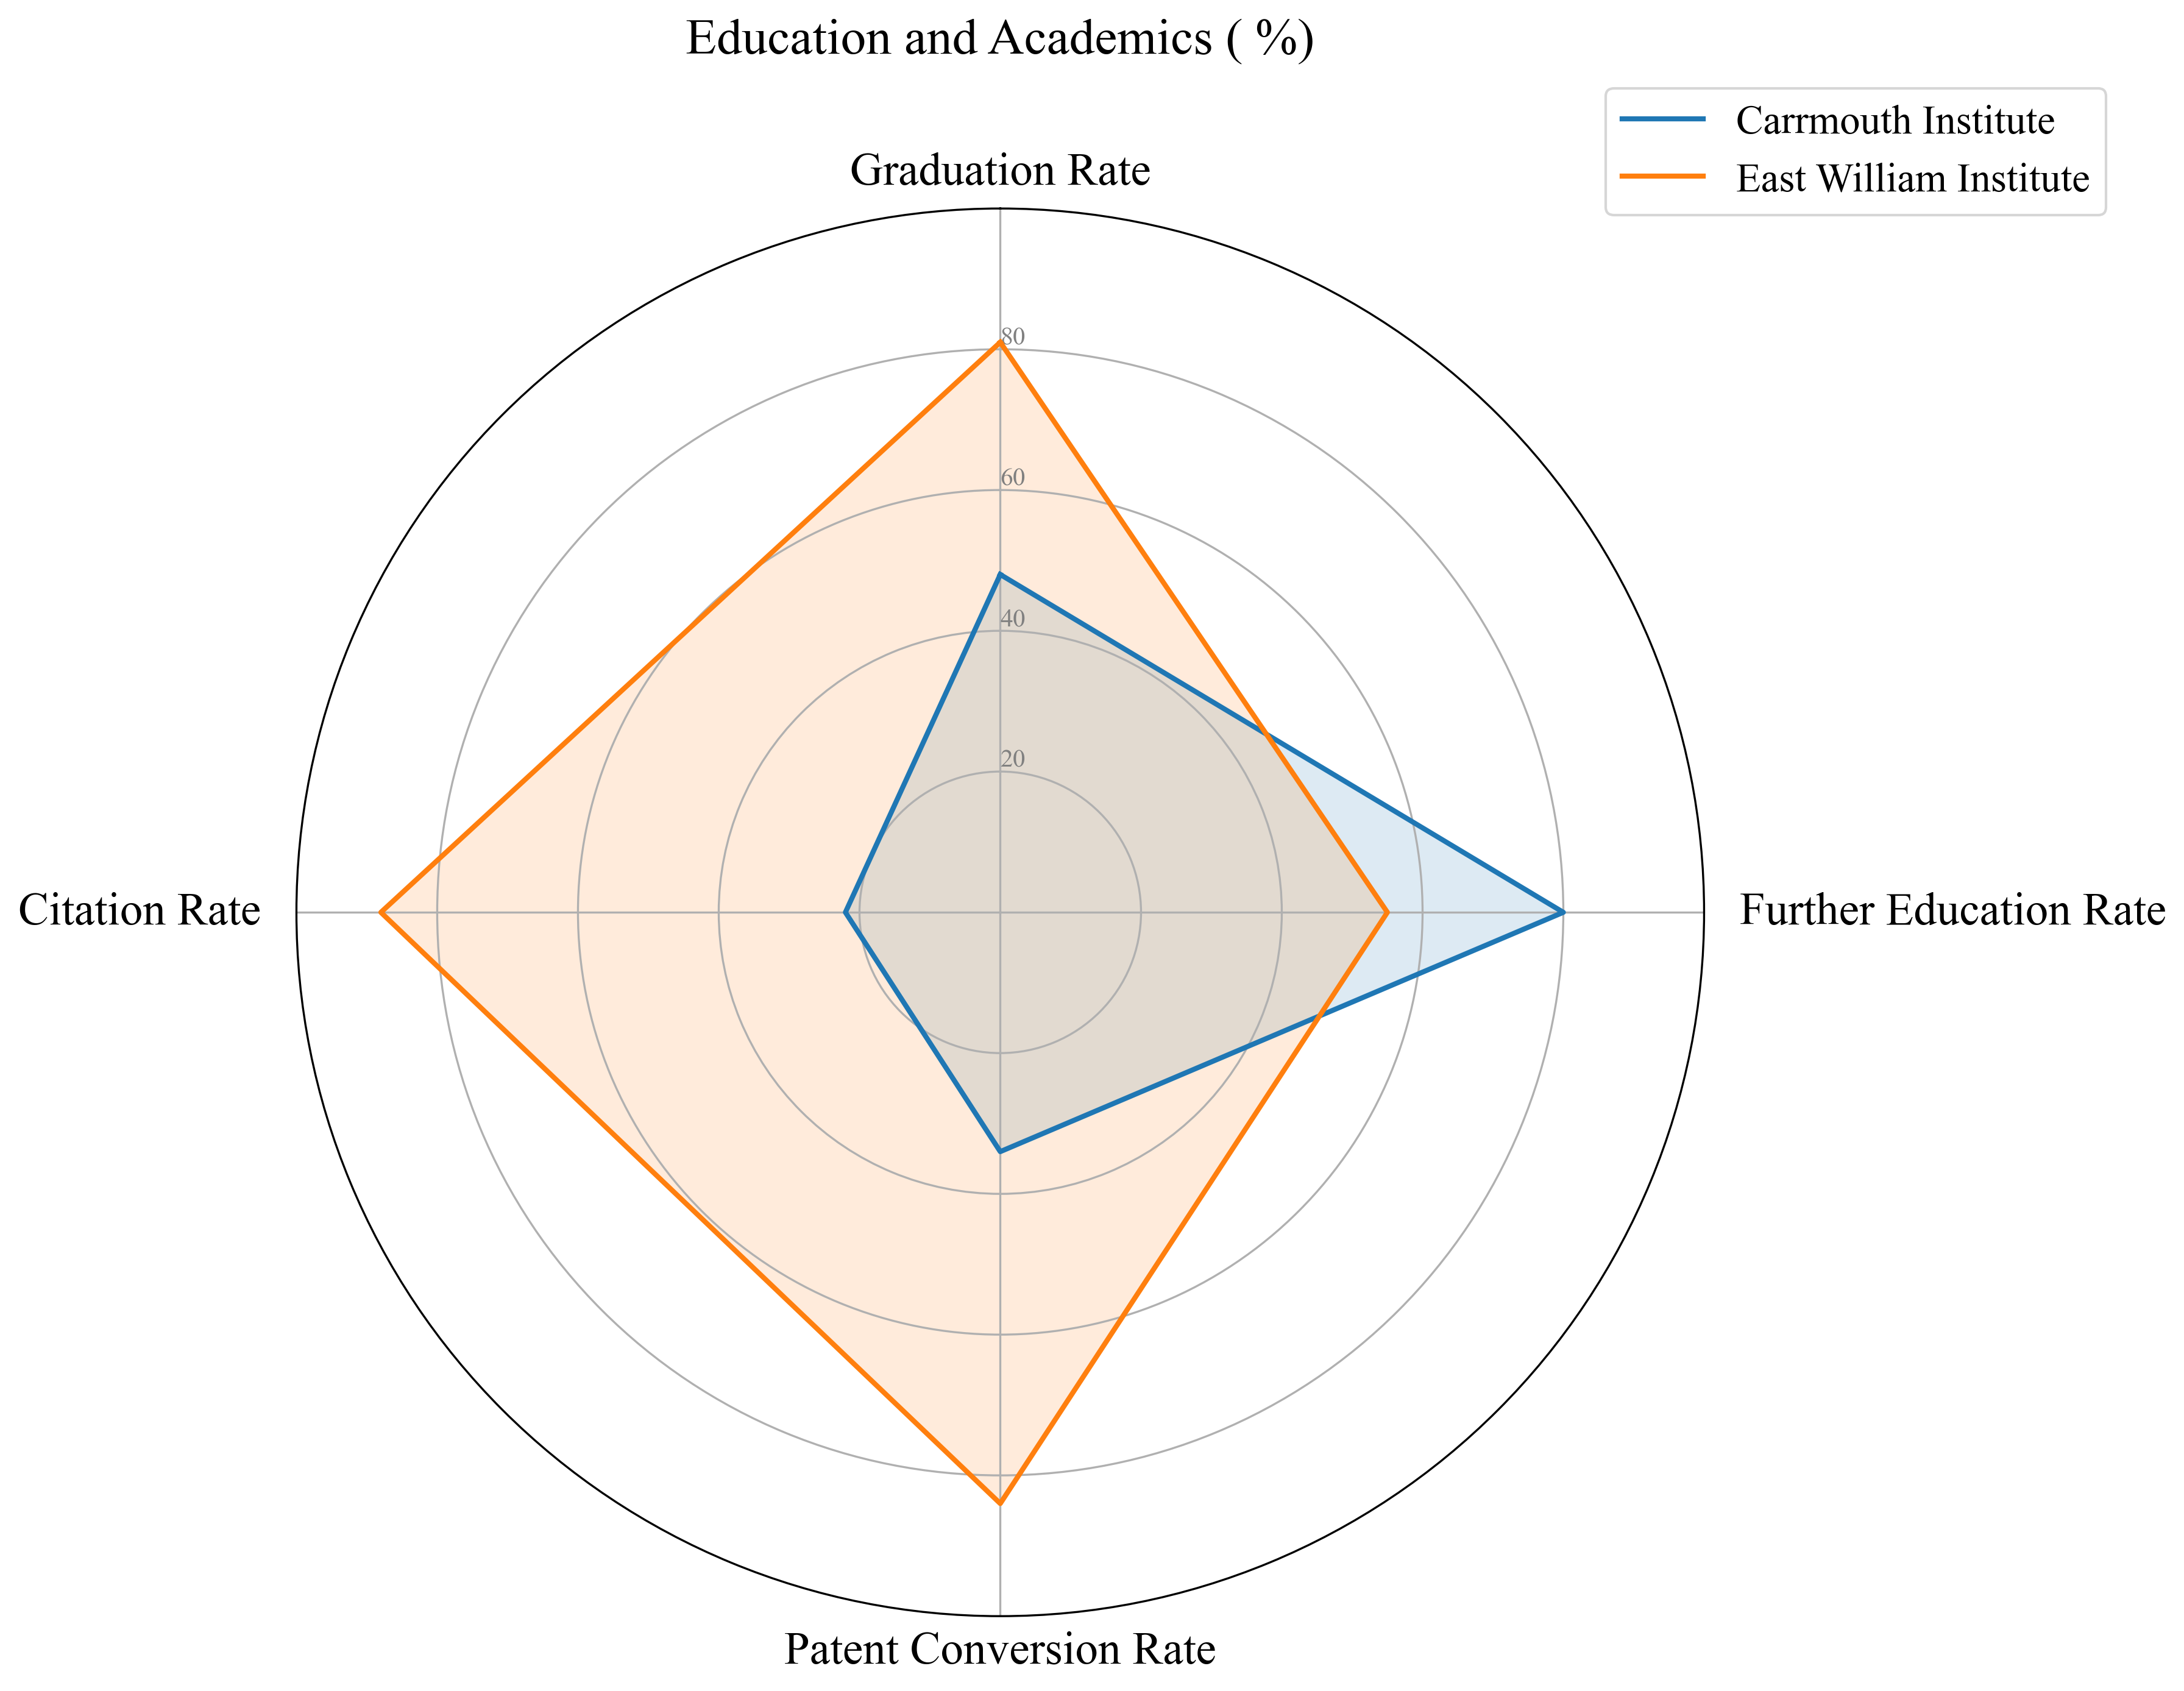 Education and Academics ( %)
Carrmouth Institute
East William Institute
Graduation Rate
80
60
40
20
Citation Rate
Further Education Rate
Patent Conversion Rate